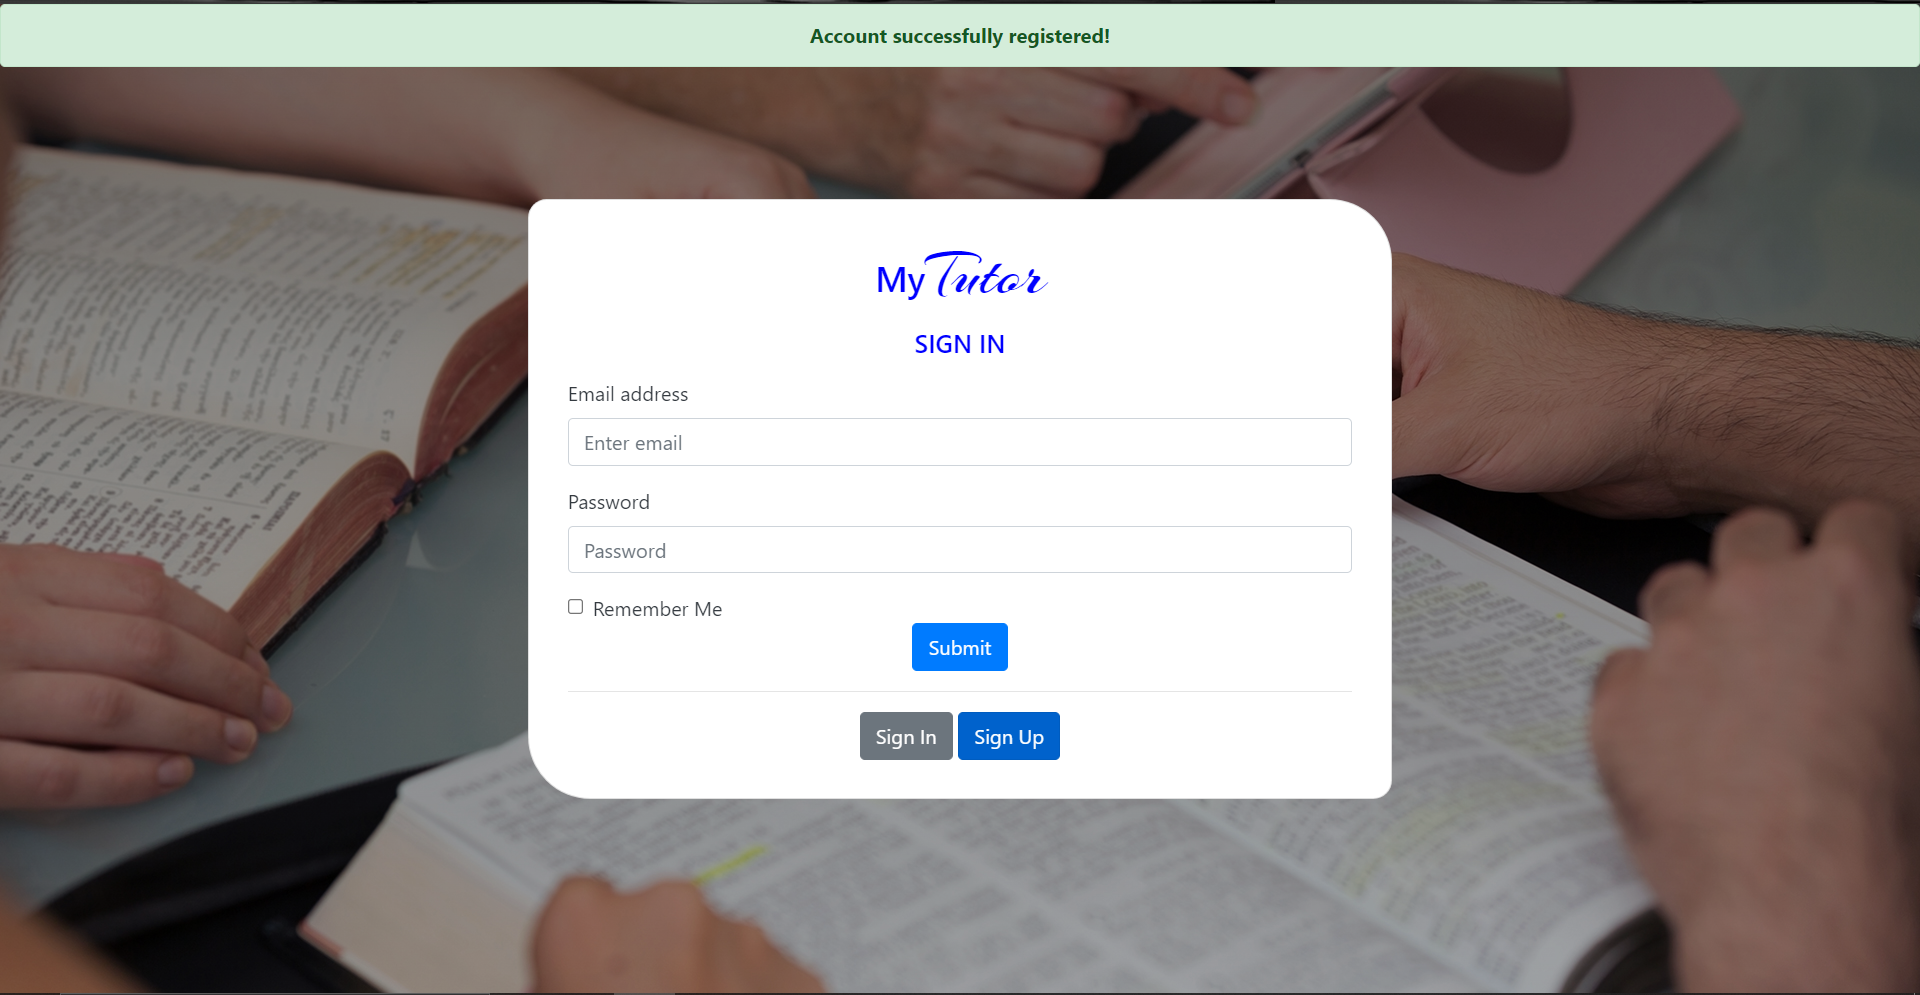 Account successfully registered!
My Tutor
SIGN IN
Email address
Enter email
Password
Password
Remember Me
Submit
Sign In Sign Up